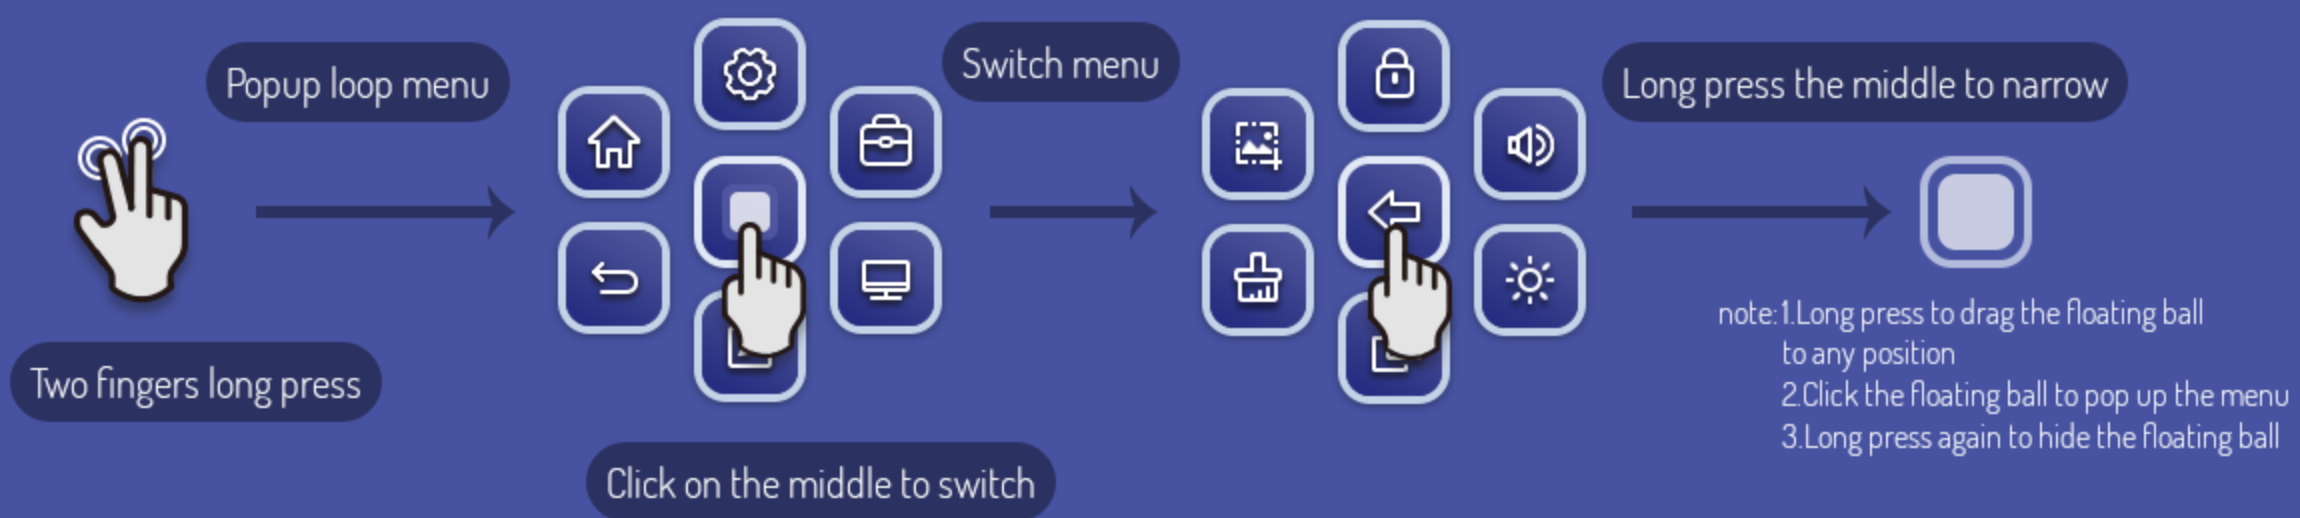 Popup loop menu
Two fingers long press
Click on the middle to switch
Switch menu
Long press the middle to narrow
note:1.Long press to drag the floating ball
to any position
2.Click the floating ball to pop up the menu
3.Long press again to hide the floating ball